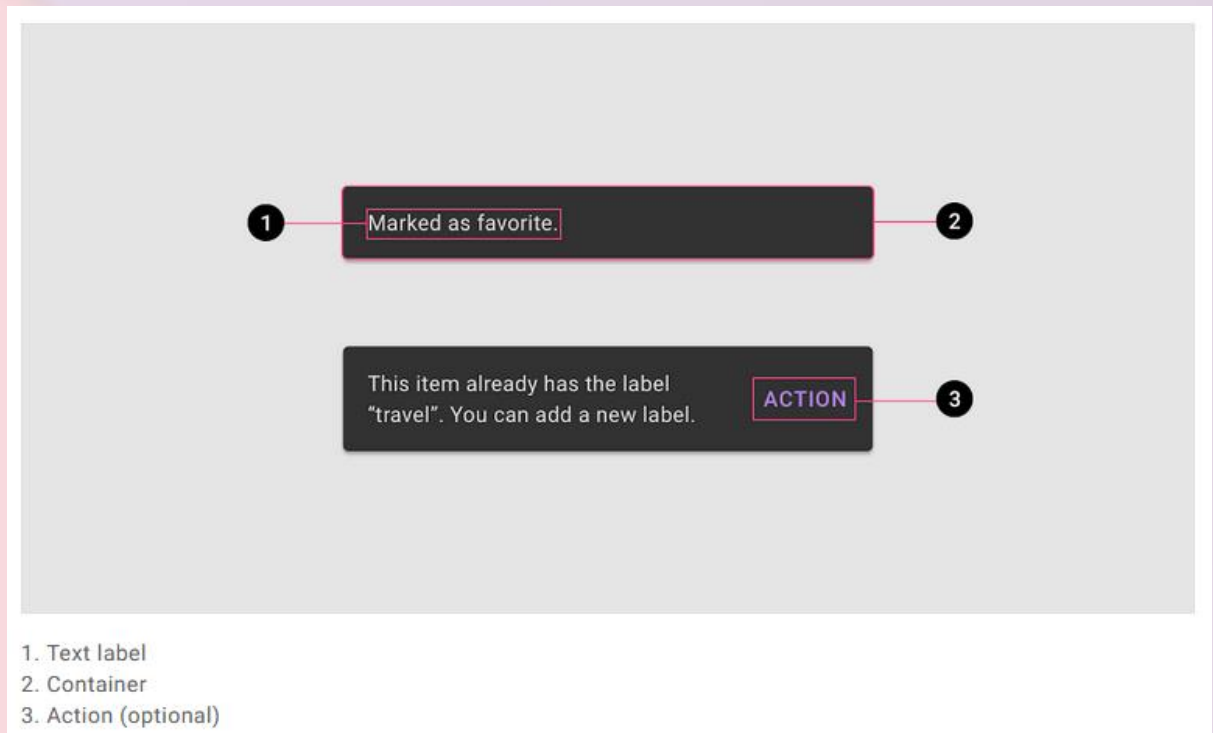 1
Marked as favorite.
2
This item already has the label
“travel”. You can add a new label.
ACTION
3
1. Text label
2. Container
3. Action (optional)